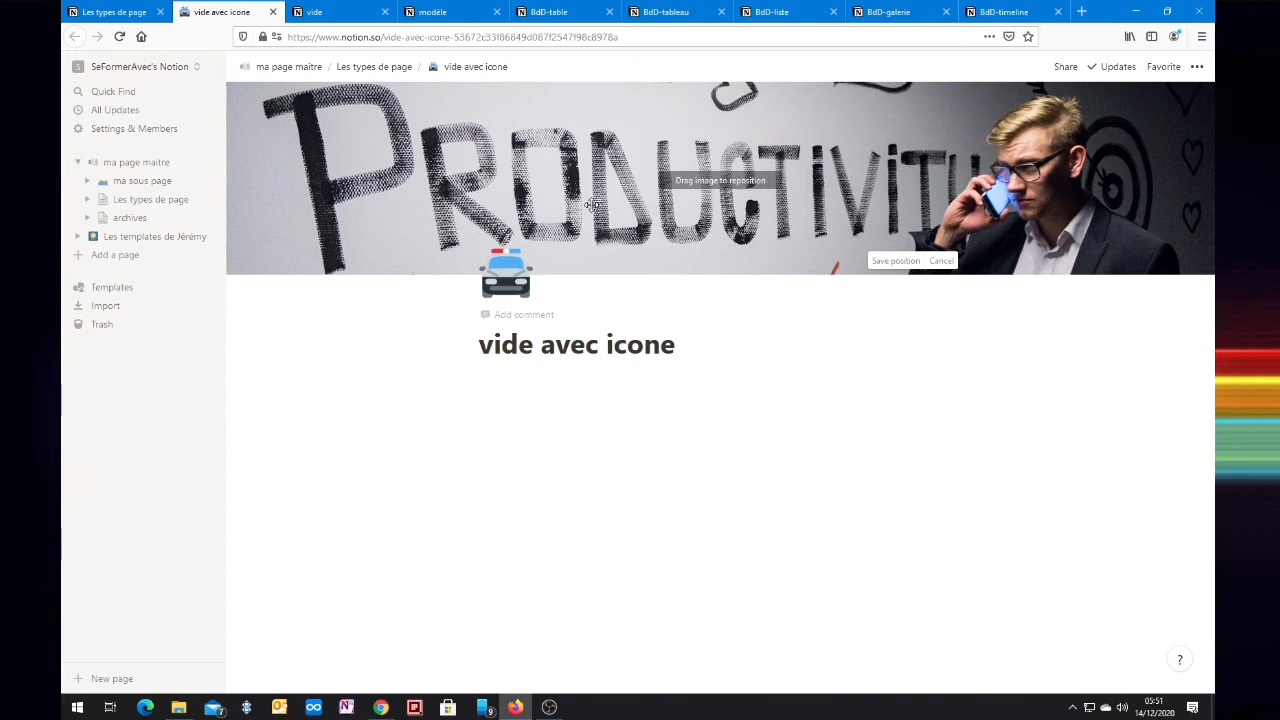 Les types de page
vide avec icone
vide
modèle
BdD-table
BdD-tableau
BdD-liste
BdD-galerie
BdD-timeline
https://www.notion.so/vide-avec-icone-53672c33f86849d087f2547f98c8978a
S SeFormerAvec's Notion
ma page maitre / Les types de page / vide avec icone
Share Updates Favorite
Quick Find
All Updates
Settings & Members
ma page maitre
ma sous page
Les types de page
archives
Les templates de Jérémy
Add a page
Templates
Import
Trash
PRODUCTIVITY
Drag image to reposition
Save position Cancel
Add comment
vide avec icone
?
New page
7
9
05:51
14/12/2020